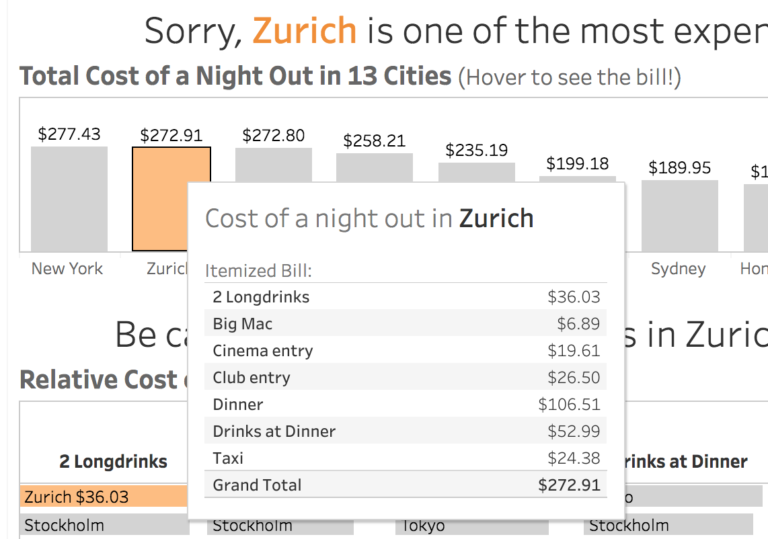 Sorry, Zurich is one of the most exper
Total Cost of a Night Out in 13 Cities (Hover to see the bill!)
$277.43 $272.91 $272.80 $258.21 $235.19 $199.18 $189.95 $1
New York Zuric Sydney Hon
Cost of a night out in Zurich
Itemized Bill:
2 Longdrinks $36.03
Big Mac $6.89
Cinema entry $19.61
Club entry $26.50
Dinner $106.51
Drinks at Dinner $52.99
Taxi $24.38
Grand Total $272.91
Be ca s in Zuric
Relative Cost
2 Longdrinks rinks at Dinner
Zurich $36.03 o
Stockholm Stockholm Tokyo Stockholm